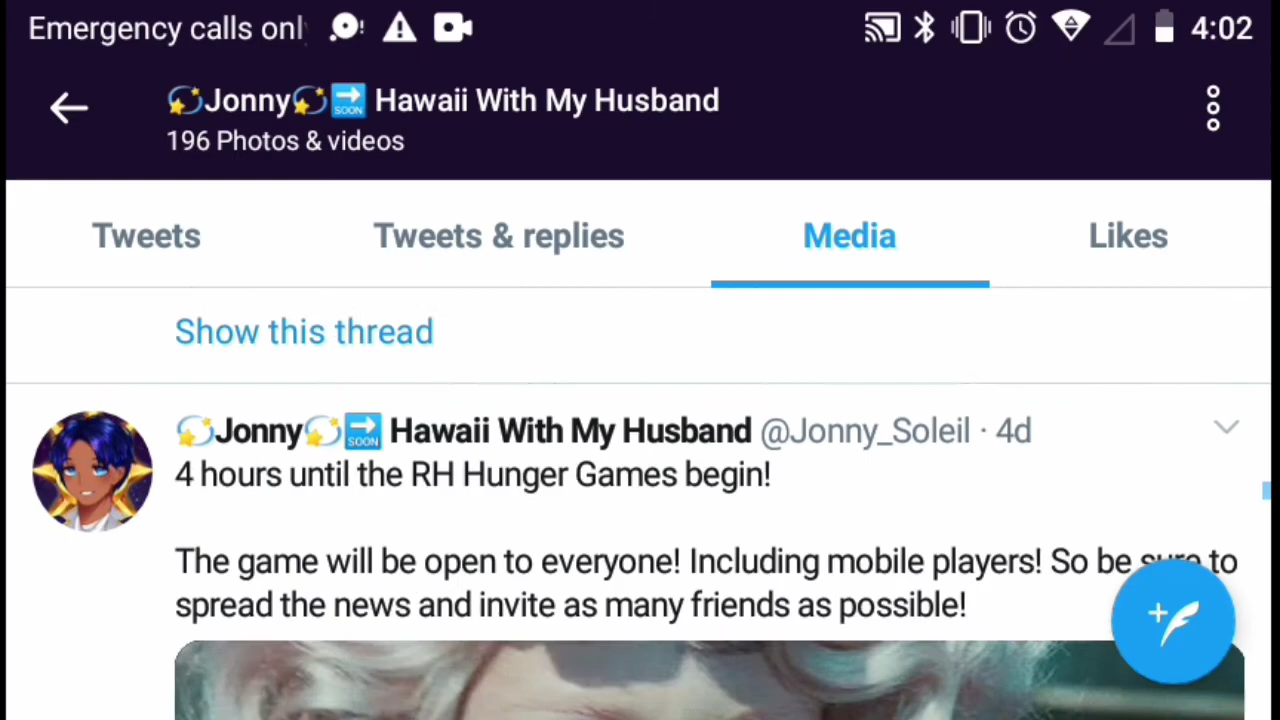 Emergency calls onl
4:02
💫Jonny💫🔜 Hawaii With My Husband
196 Photos & videos
Tweets
Tweets & replies
Media
Likes
Show this thread
💫Jonny💫🔜 Hawaii With My Husband @Jonny_Soleil · 4d
4 hours until the RH Hunger Games begin!
The game will be open to everyone! Including mobile players! So be sure to
spread the news and invite as many friends as possible!